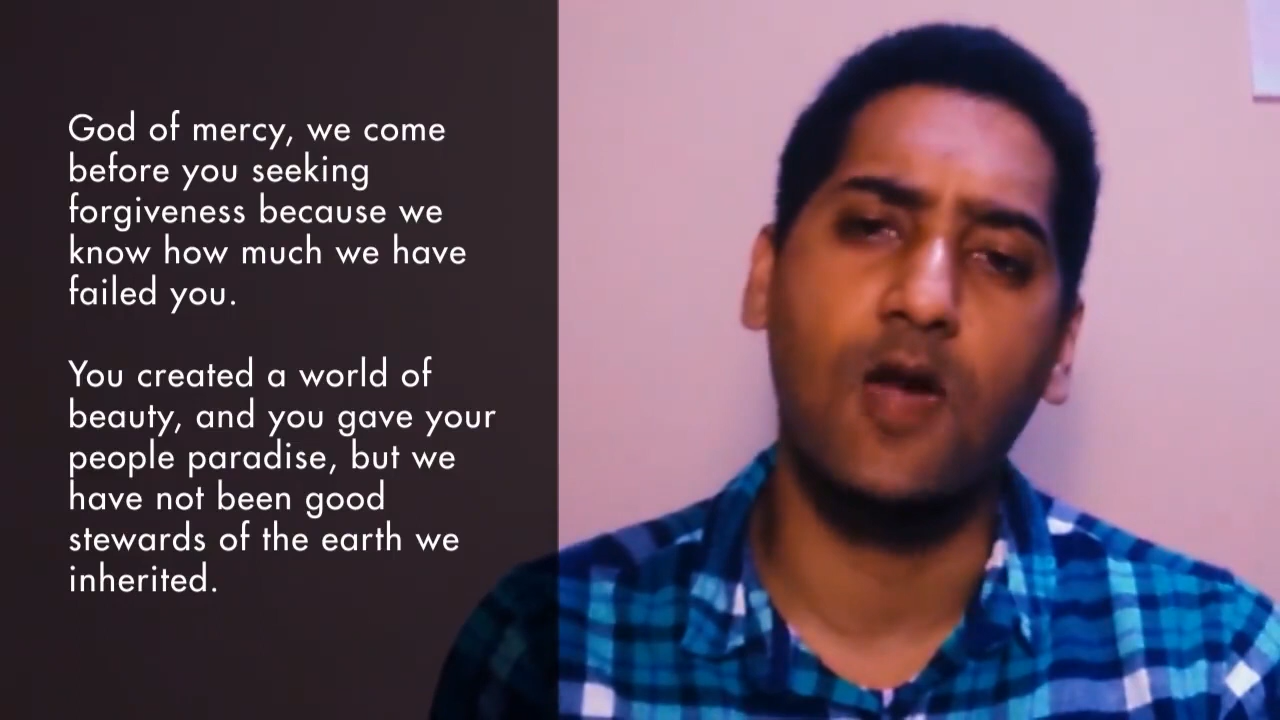 God of mercy, we come
before you seeking
forgiveness because we
know how much we have
failed you.
You created a world of
beauty, and you gave your
people paradise, but we
have not been good
stewards of the earth we
inherited.